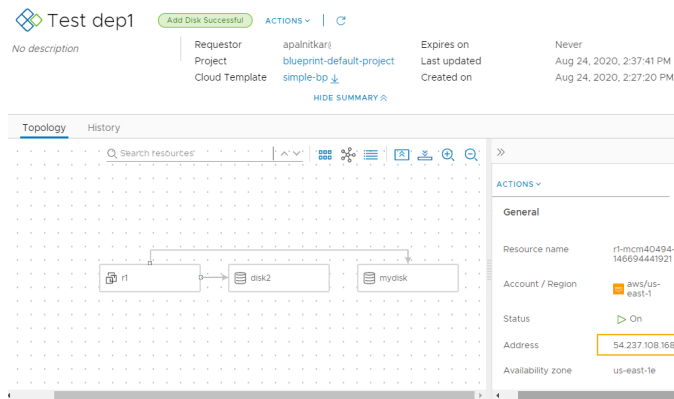 Test dep1
Add Disk Successful
ACTIONS
No description
Requestor apalnitkar
Expires on Never
Project blueprint-default-project
Last updated Aug 24, 2020, 2:37:41 PM
Cloud Template simple-bp
Created on Aug 24, 2020, 2:27:20 PM
HIDE SUMMARY
Topology
History
Search resources
r1
disk2
mydisk
ACTIONS
General
Resource name r1-mcm40494-
146694441921
Account / Region aws/us-
east-1
Status On
Address 54.237.108.168
Availability zone us-east-1e